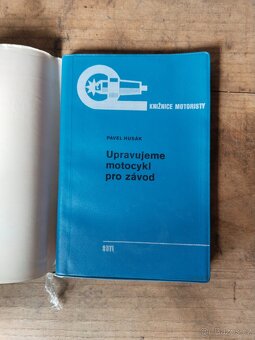 KNIŽNICE MOTORISTY
PAVEL HUSÁK
Upravujeme
motocykl
pro závod
SNTL